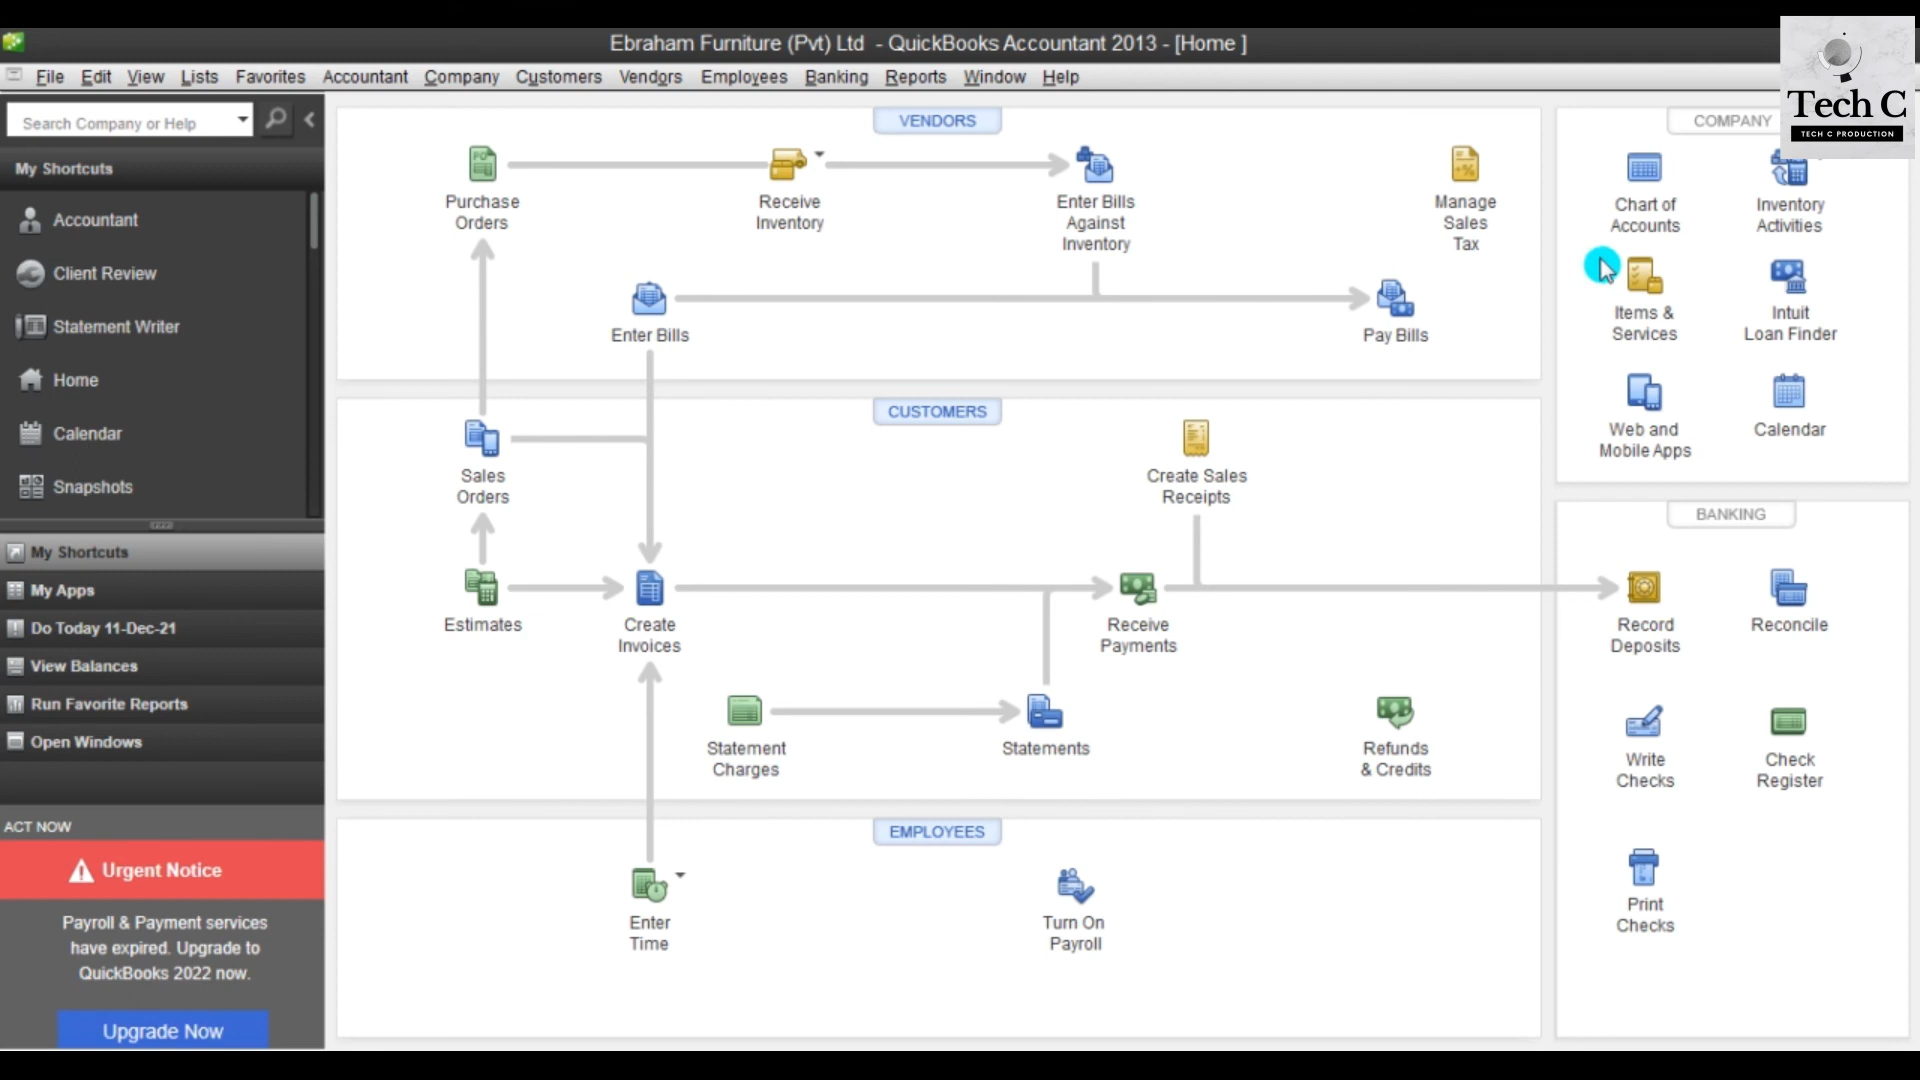 Ebraham Furniture (Pvt) Ltd - QuickBooks Accountant 2013 - [Home ]
File Edit View Lists Favorites Accountant Company Customers Vendors Employees Banking Reports Window Help
Tech C
TECH C PRODUCTION
Search Company or Help
My Shortcuts
Accountant
Client Review
Statement Writer
Home
Calendar
Snapshots
My Shortcuts
My Apps
Do Today 11-Dec-21
View Balances
Run Favorite Reports
Open Windows
ACT NOW
Urgent Notice
Payroll & Payment services
have expired. Upgrade to
QuickBooks 2022 now.
Upgrade Now
VENDORS
Purchase
Orders
Receive
Inventory
Enter Bills
Against
Inventory
Manage
Sales
Tax
Enter Bills
Pay Bills
CUSTOMERS
Sales
Orders
Create Sales
Receipts
Estimates
Create
Invoices
Receive
Payments
Statement
Charges
Statements
Refunds
& Credits
EMPLOYEES
Enter
Time
Turn On
Payroll
COMPANY
Chart of
Accounts
Inventory
Activities
Items &
Services
Intuit
Loan Finder
Web and
Mobile Apps
Calendar
BANKING
Record
Deposits
Reconcile
Write
Checks
Check
Register
Print
Checks